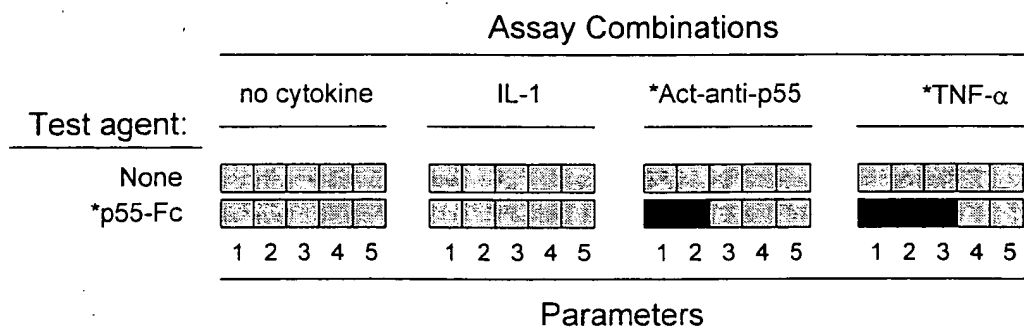 Assay Combinations
no cytokine IL-1 *Act-anti-p55 *TNF-α
Test agent:
None
*p55-Fc
1 2 3 4 5 1 2 3 4 5 1 2 3 4 5 1 2 3 4 5
Parameters